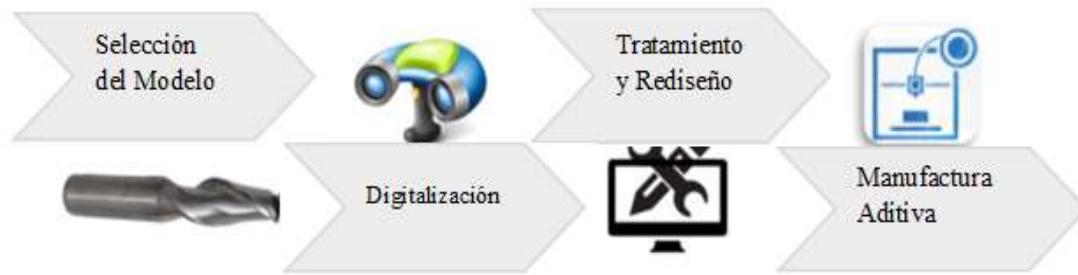 Selección
del Modelo
Digitalización
Tratamiento
y Rediseño
Manufactura
Aditiva